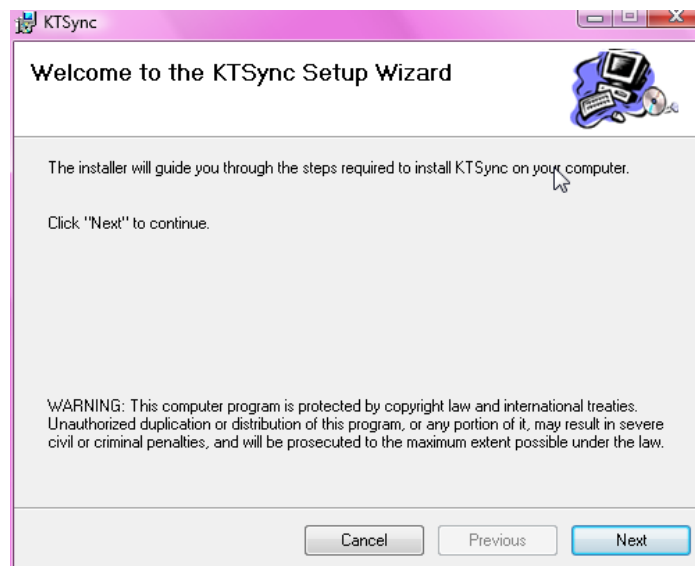 KTSync
Welcome to the KTSync Setup Wizard
The installer will guide you through the steps required to install KTSync on your computer.
Click "Next" to continue.
WARNING: This computer program is protected by copyright law and international treaties.
Unauthorized duplication or distribution of this program, or any portion of it, may result in severe
civil or criminal penalties, and will be prosecuted to the maximum extent possible under the law.
Cancel
Previous
Next